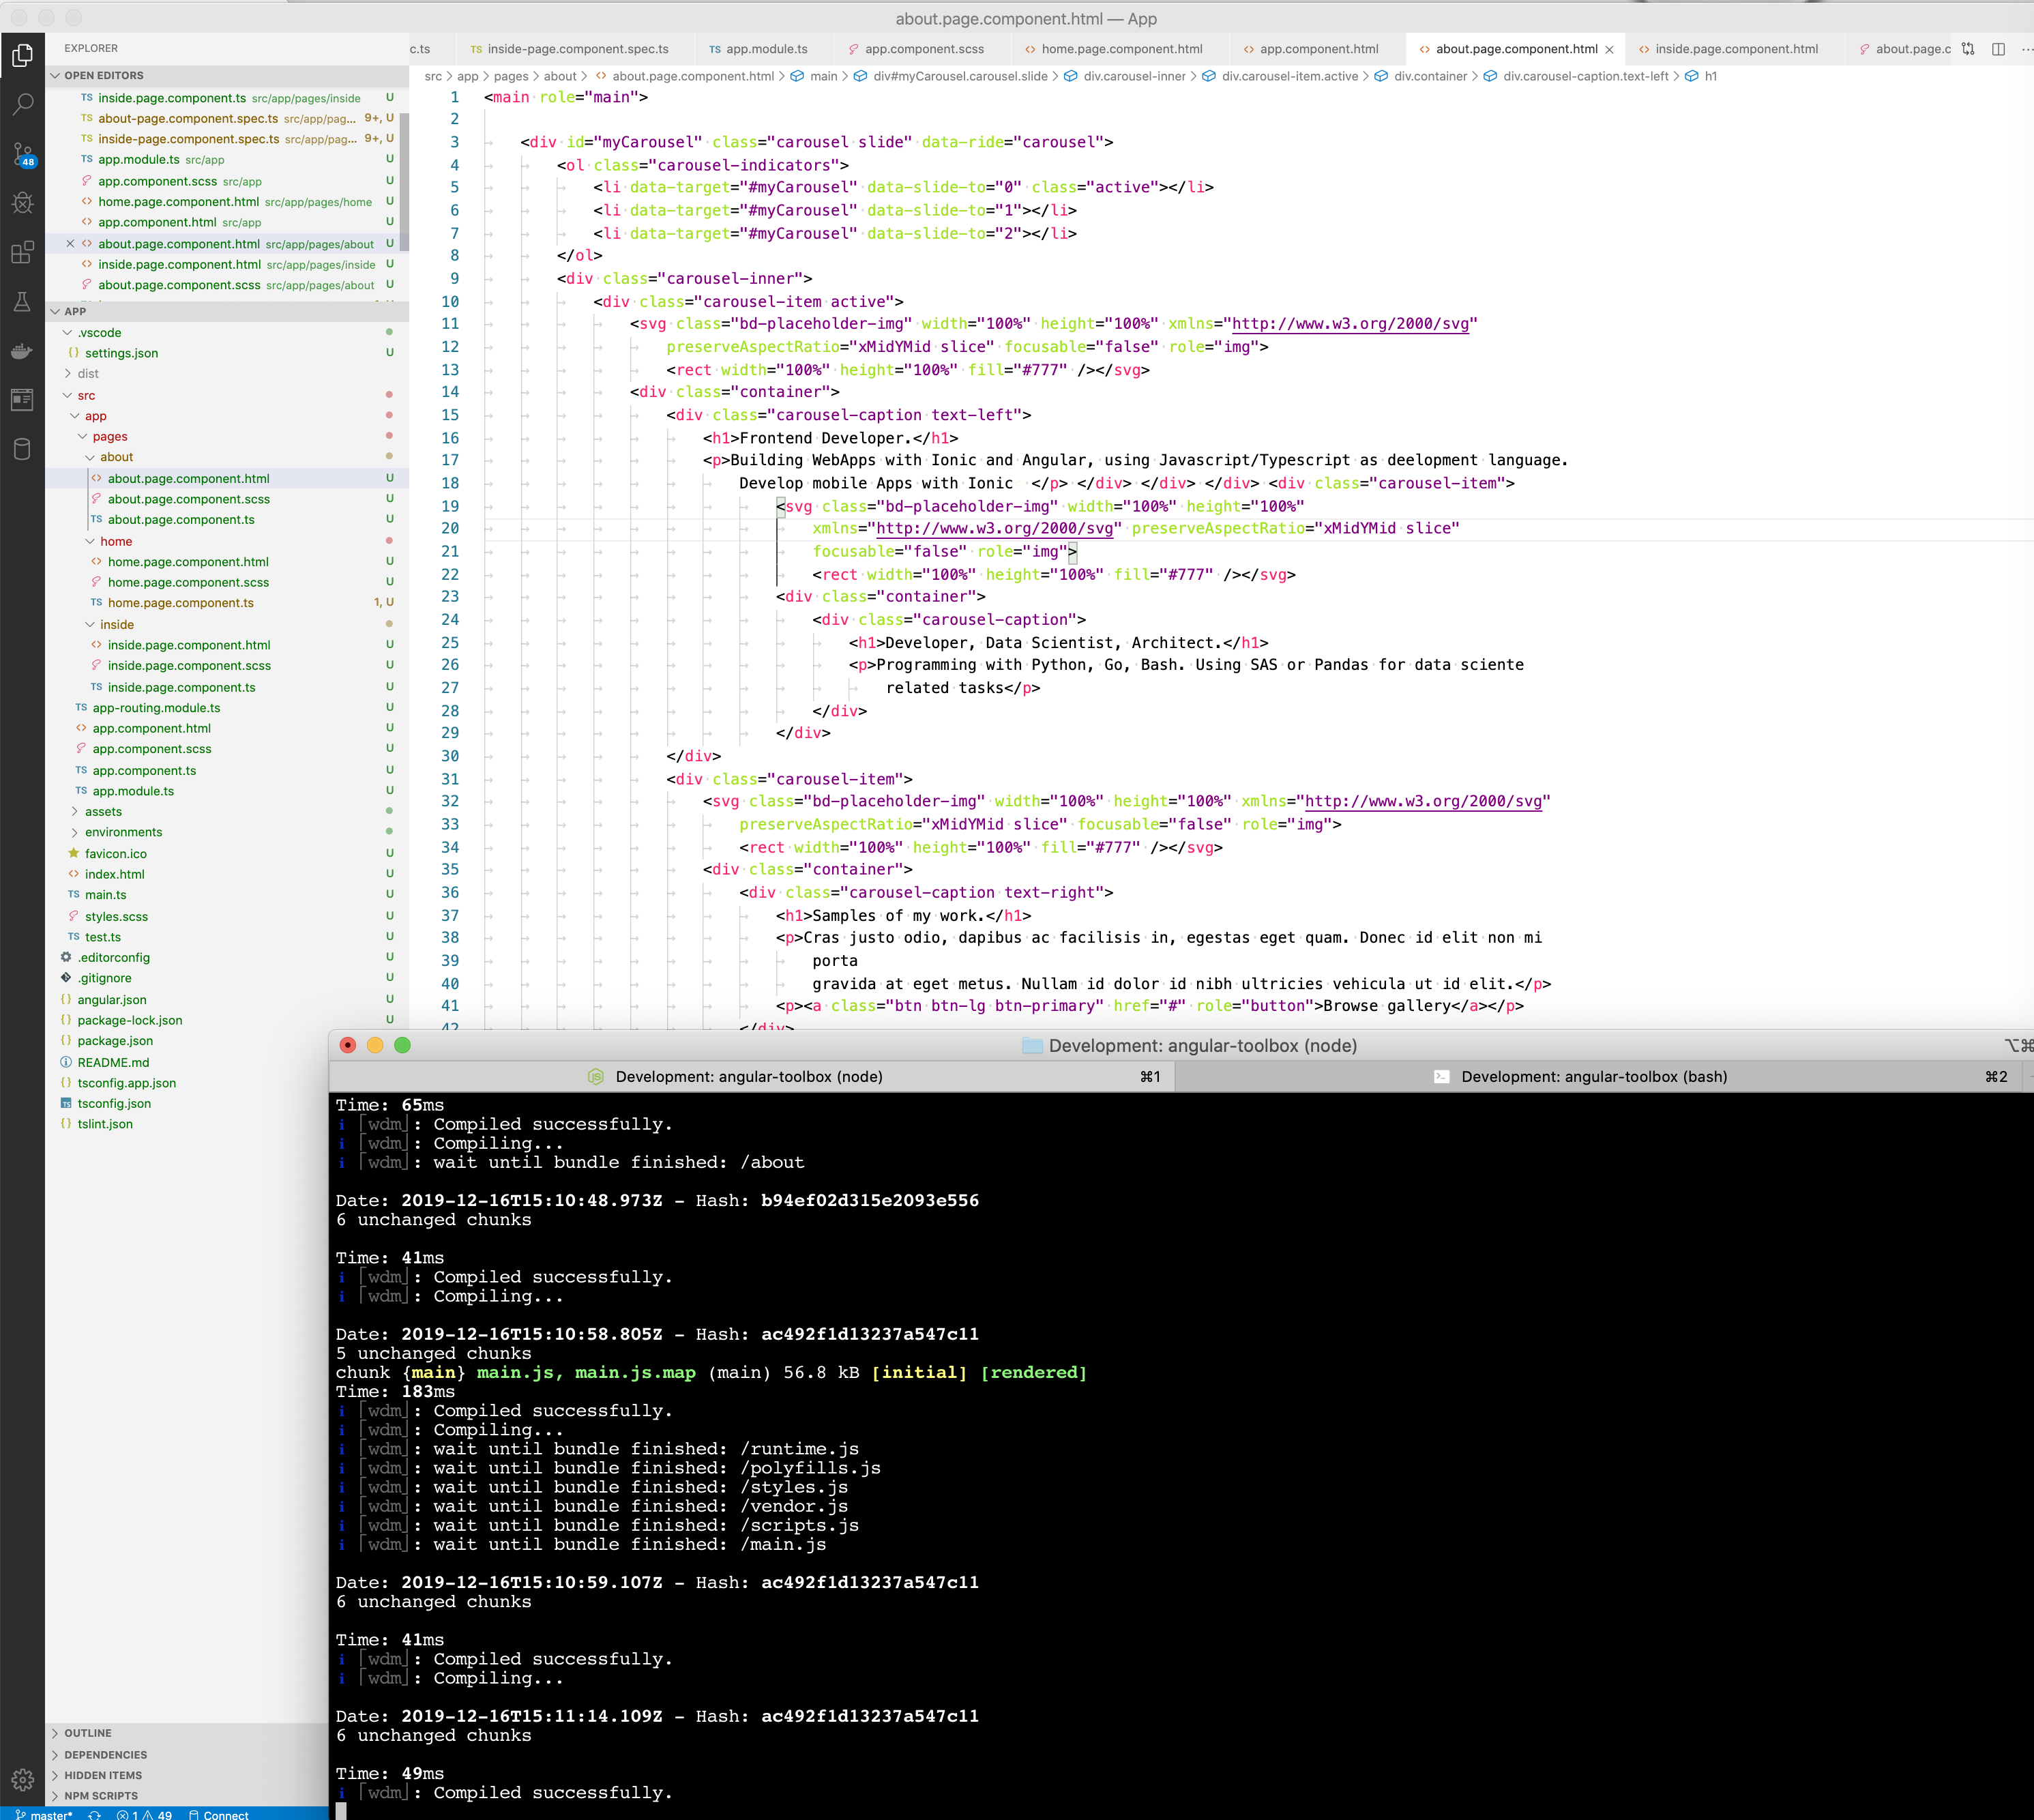 about.page.component.html — App
EXPLORER
OPEN EDITORS
TS inside.page.component.ts src/app/pages/inside U
TS about-page.component.spec.ts src/app/pag... 9+, U
TS inside-page.component.spec.ts src/app/pag... 9+, U
TS app.module.ts src/app U
app.component.scss src/app U
home.page.component.html src/app/pages/home U
app.component.html src/app U
about.page.component.html src/app/pages/about U
inside.page.component.html src/app/pages/inside U
about.page.component.scss src/app/pages/about U
APP
.vscode
settings.json U
dist
src
app
pages
about
about.page.component.html U
about.page.component.scss U
TS about.page.component.ts U
home
home.page.component.html U
home.page.component.scss U
TS home.page.component.ts 1, U
inside
inside.page.component.html U
inside.page.component.scss U
TS inside.page.component.ts U
TS app-routing.module.ts U
app.component.html U
app.component.scss U
TS app.component.ts U
TS app.module.ts U
assets
environments
favicon.ico U
index.html U
TS main.ts U
styles.scss U
TS test.ts U
.editorconfig U
.gitignore U
angular.json U
package-lock.json U
package.json
README.md
tsconfig.app.json
tsconfig.json
tslint.json
OUTLINE
DEPENDENCIES
HIDDEN ITEMS
NPM SCRIPTS
48
master* 1 49 Connect
c.ts TS inside-page.component.spec.ts TS app.module.ts app.component.scss home.page.component.html app.component.html about.page.component.html inside.page.component.html about.page.c
src > app > pages > about > about.page.component.html > main > div#myCarousel.carousel.slide > div.carousel-inner > div.carousel-item.active > div.container > div.carousel-caption.text-left > h1
1 <main role="main">
2
3 <div id="myCarousel" class="carousel slide" data-ride="carousel">
4 <ol class="carousel-indicators">
5 <li data-target="#myCarousel" data-slide-to="0" class="active"></li>
6 <li data-target="#myCarousel" data-slide-to="1"></li>
7 <li data-target="#myCarousel" data-slide-to="2"></li>
8 </ol>
9 <div class="carousel-inner">
10 <div class="carousel-item active">
11 <svg class="bd-placeholder-img" width="100%" height="100%" xmlns="http://www.w3.org/2000/svg"
12 preserveAspectRatio="xMidYMid slice" focusable="false" role="img">
13 <rect width="100%" height="100%" fill="#777" /></svg>
14 <div class="container">
15 <div class="carousel-caption text-left">
16 <h1>Frontend Developer.</h1>
17 <p>Building WebApps with Ionic and Angular, using Javascript/Typescript as deelopment language.
18 Develop mobile Apps with Ionic </p> </div> </div> </div> <div class="carousel-item">
19 <svg class="bd-placeholder-img" width="100%" height="100%"
20 xmlns="http://www.w3.org/2000/svg" preserveAspectRatio="xMidYMid slice"
21 focusable="false" role="img">
22 <rect width="100%" height="100%" fill="#777" /></svg>
23 <div class="container">
24 <div class="carousel-caption">
25 <h1>Developer, Data Scientist, Architect.</h1>
26 <p>Programming with Python, Go, Bash. Using SAS or Pandas for data sciente
27 related tasks</p>
28 </div>
29 </div>
30 </div>
31 <div class="carousel-item">
32 <svg class="bd-placeholder-img" width="100%" height="100%" xmlns="http://www.w3.org/2000/svg"
33 preserveAspectRatio="xMidYMid slice" focusable="false" role="img">
34 <rect width="100%" height="100%" fill="#777" /></svg>
35 <div class="container">
36 <div class="carousel-caption text-right">
37 <h1>Samples of my work.</h1>
38 <p>Cras justo odio, dapibus ac facilisis in, egestas eget quam. Donec id elit non mi
39 porta
40 gravida at eget metus. Nullam id dolor id nibh ultricies vehicula ut id elit.</p>
41 <p><a class="btn btn-lg btn-primary" href="#" role="button">Browse gallery</a></p>
42 </div>
Development: angular-toolbox (node) ⌥⌘
Development: angular-toolbox (node) ⌘1 Development: angular-toolbox (bash) ⌘2
Time: 65ms
i ⌈wdm⌋: Compiled successfully.
i ⌈wdm⌋: Compiling...
i ⌈wdm⌋: wait until bundle finished: /about
Date: 2019-12-16T15:10:48.973Z - Hash: b94ef02d315e2093e556
6 unchanged chunks
Time: 41ms
i ⌈wdm⌋: Compiled successfully.
i ⌈wdm⌋: Compiling...
Date: 2019-12-16T15:10:58.805Z - Hash: ac492f1d13237a547c11
5 unchanged chunks
chunk {main} main.js, main.js.map (main) 56.8 kB [initial] [rendered]
Time: 183ms
i ⌈wdm⌋: Compiled successfully.
i ⌈wdm⌋: Compiling...
i ⌈wdm⌋: wait until bundle finished: /runtime.js
i ⌈wdm⌋: wait until bundle finished: /polyfills.js
i ⌈wdm⌋: wait until bundle finished: /styles.js
i ⌈wdm⌋: wait until bundle finished: /vendor.js
i ⌈wdm⌋: wait until bundle finished: /scripts.js
i ⌈wdm⌋: wait until bundle finished: /main.js
Date: 2019-12-16T15:10:59.107Z - Hash: ac492f1d13237a547c11
6 unchanged chunks
Time: 41ms
i ⌈wdm⌋: Compiled successfully.
i ⌈wdm⌋: Compiling...
Date: 2019-12-16T15:11:14.109Z - Hash: ac492f1d13237a547c11
6 unchanged chunks
Time: 49ms
i ⌈wdm⌋: Compiled successfully.